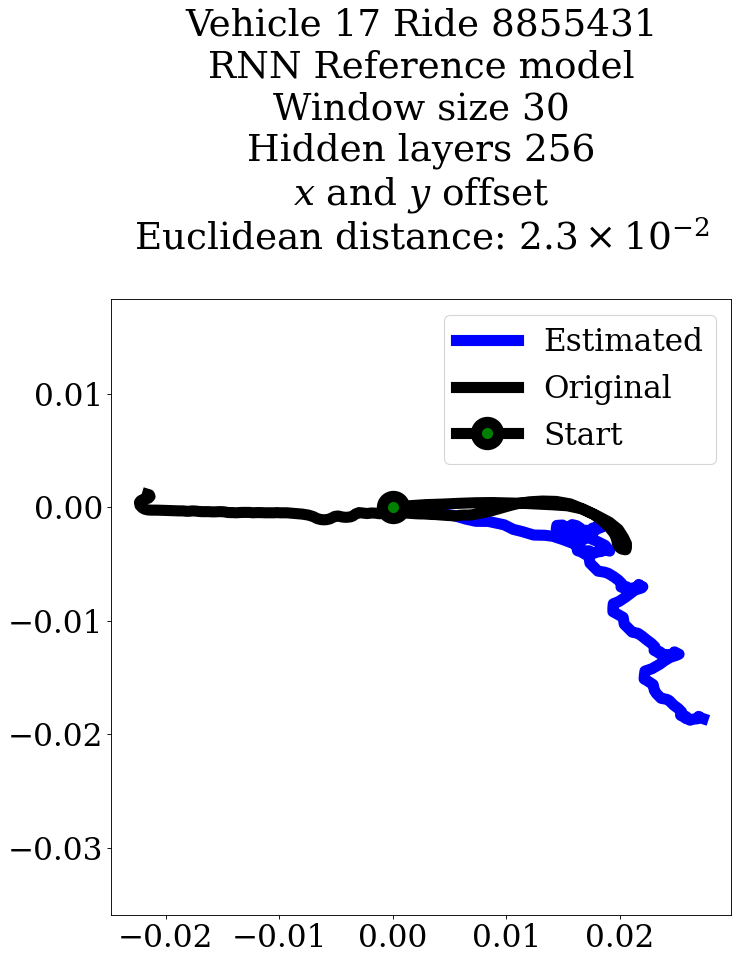 Vehicle 17 Ride 8855431
RNN Reference model
Window size 30
Hidden layers 256
x and y offset
Euclidean distance: 2.3 × 10⁻²
Estimated
Original
Start
0.01
0.00
−0.01
−0.02
−0.03
−0.02 −0.01 0.00 0.01 0.02